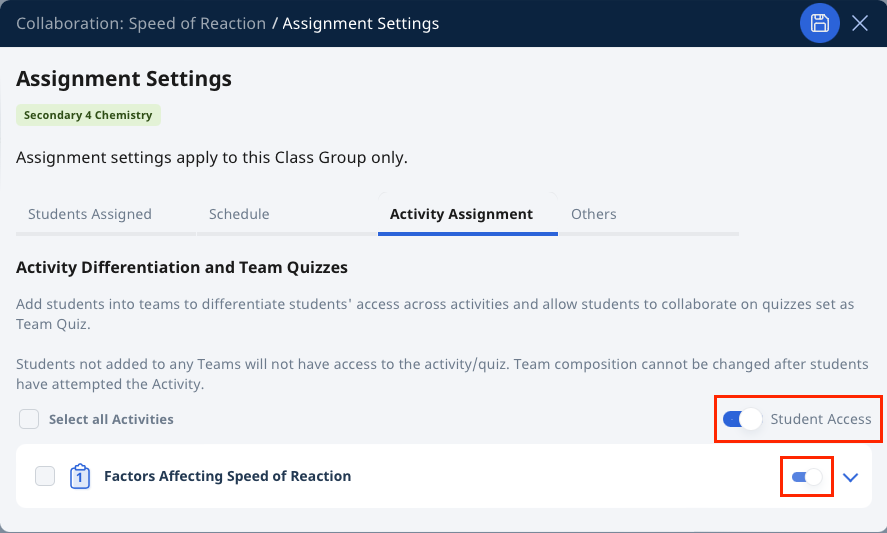 Collaboration: Speed of Reaction / Assignment Settings
Assignment Settings
Secondary 4 Chemistry
Assignment settings apply to this Class Group only.
Students Assigned
Schedule
Activity Assignment
Others
Activity Differentiation and Team Quizzes
Add students into teams to differentiate students' access across activities and allow students to collaborate on quizzes set as
Team Quiz.
Students not added to any Teams will not have access to the activity/quiz. Team composition cannot be changed after students
have attempted the Activity.
Select all Activities
Student Access
1
Factors Affecting Speed of Reaction